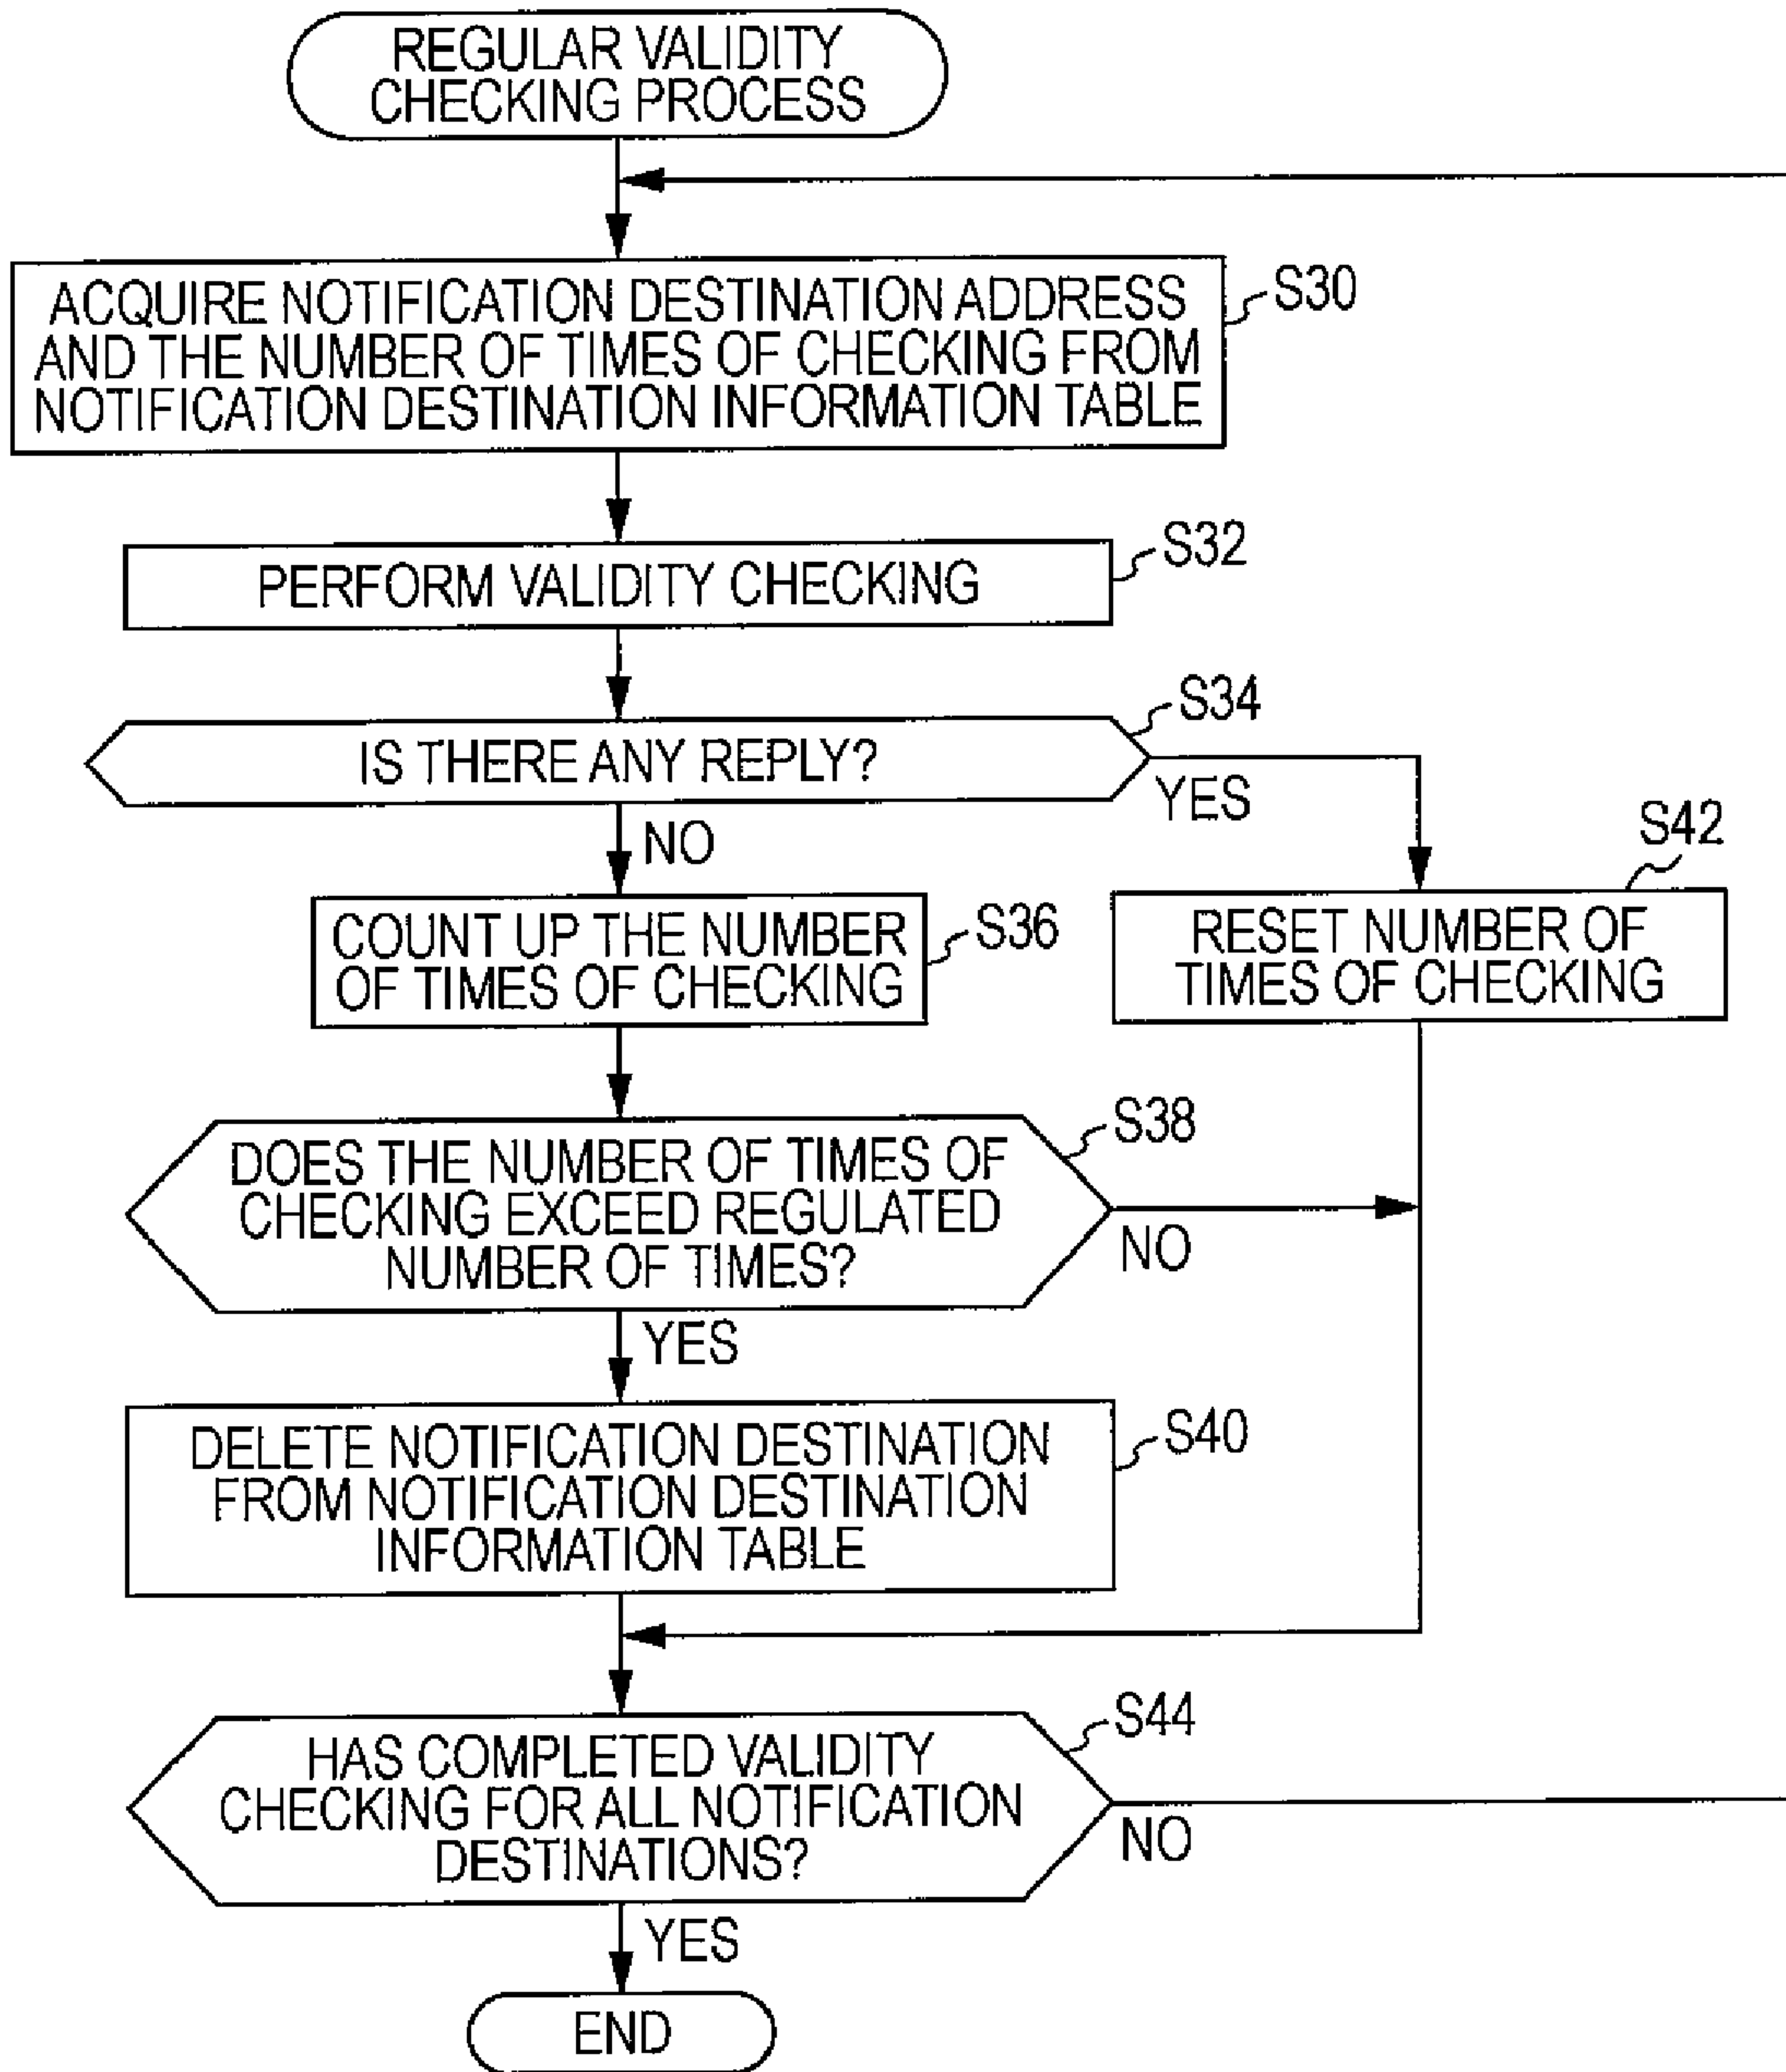 REGULAR VALIDITY
CHECKING PROCESS
ACQUIRE NOTIFICATION DESTINATION ADDRESS
AND THE NUMBER OF TIMES OF CHECKING FROM
NOTIFICATION DESTINATION INFORMATION TABLE
S30
PERFORM VALIDITY CHECKING
S32
IS THERE ANY REPLY?
S34
YES
NO
COUNT UP THE NUMBER
OF TIMES OF CHECKING
S36
RESET NUMBER OF
TIMES OF CHECKING
S42
DOES THE NUMBER OF TIMES OF
CHECKING EXCEED REGULATED
NUMBER OF TIMES?
S38
NO
YES
DELETE NOTIFICATION DESTINATION
FROM NOTIFICATION DESTINATION
INFORMATION TABLE
S40
HAS COMPLETED VALIDITY
CHECKING FOR ALL NOTIFICATION
DESTINATIONS?
S44
NO
YES
END